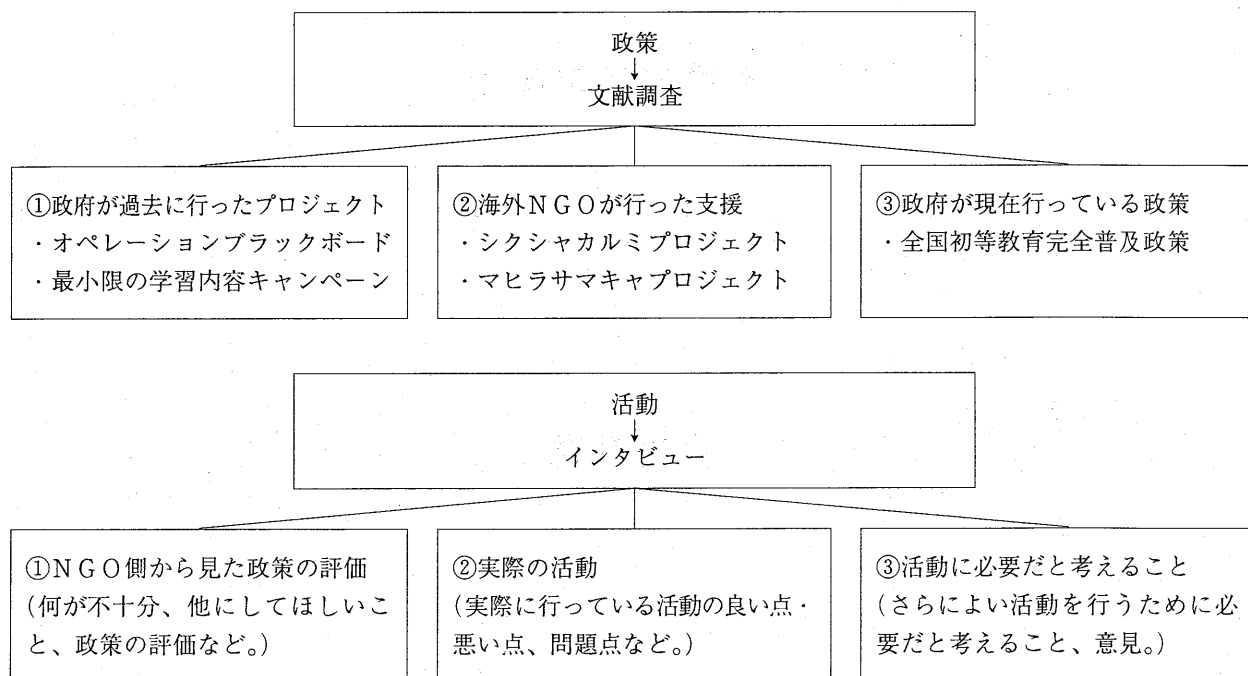 政策
↓
文献調査
①政府が過去に行ったプロジェクト
・オペレーションブラックボード
・最小限の学習内容キャンペーン
②海外NGOが行った支援
・シクシャカルミプロジェクト
・マヒラサマキャプロジェクト
③政府が現在行っている政策
・全国初等教育完全普及政策
活動
↓
インタビュー
①NGO側から見た政策の評価
(何が不十分、他にしてほしいこ
と、政策の評価など。)
②実際の活動
(実際に行っている活動の良い点・
悪い点、問題点など。)
③活動に必要だと考えること
(さらによい活動を行うために必
要だと考えること、意見。)